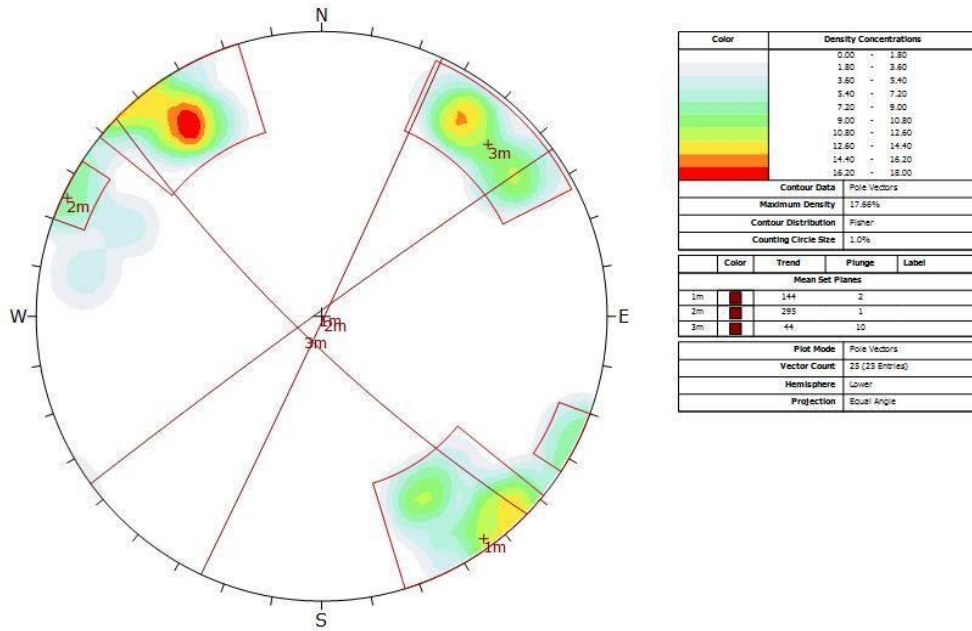 N
W
E
S
2m
3m
1m
1m
2m
3m
Color Density Concentrations
0.00 - 1.80
1.80 - 3.60
3.60 - 5.40
5.40 - 7.20
7.20 - 9.00
9.00 - 10.80
10.80 - 12.60
12.60 - 14.40
14.40 - 16.20
16.20 - 18.00
Contour Data Pole Vectors
Maximum Density 17.66%
Contour Distribution Fisher
Counting Circle Size 1.0%
Color Trend Plunge Label
Mean Set Planes
1m 144 2
2m 295 1
3m 44 10
Plot Mode Pole Vectors
Vector Count 25 (25 Entries)
Hemisphere Lower
Projection Equal Angle